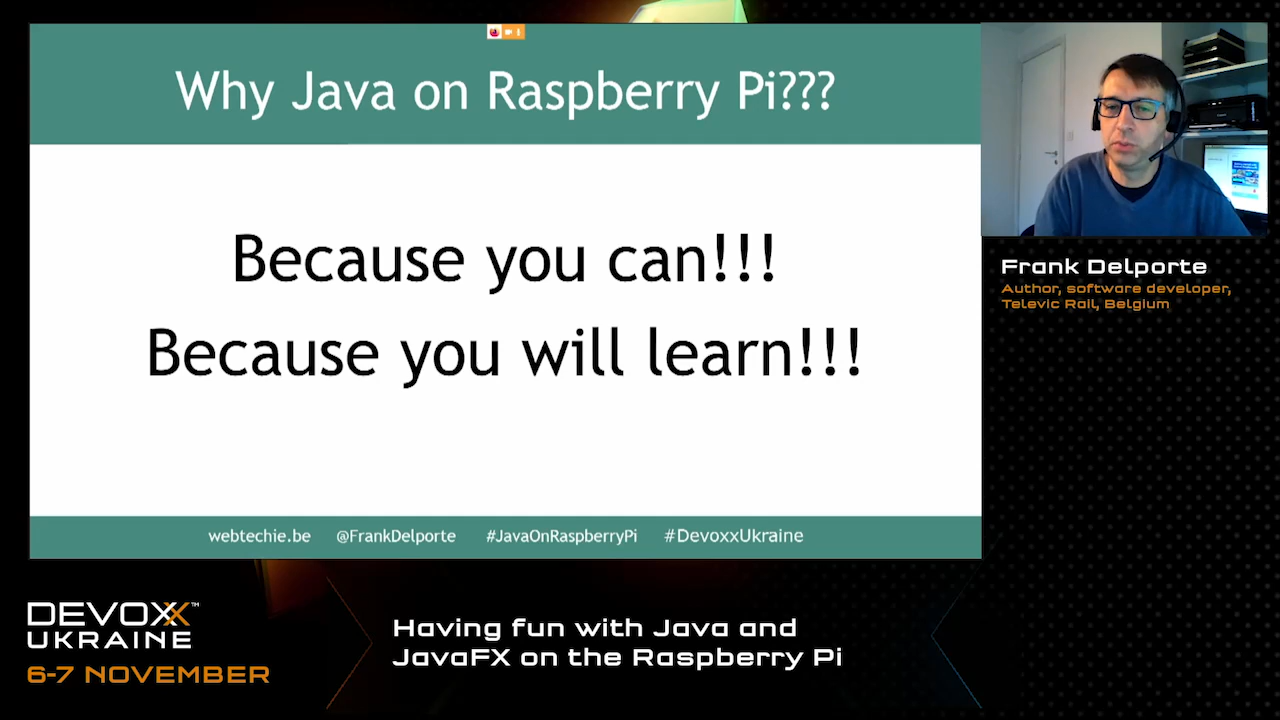 Why Java on Raspberry Pi???
Because you can!!!
Because you will learn!!!
webtechie.be @FrankDelporte #JavaOnRaspberryPi #DevoxxUkraine
Frank Delporte
Author, software developer,
Televic Rail, Belgium
DEVOXX™
UKRAINE
6-7 NOVEMBER
Having fun with Java and
JavaFX on the Raspberry Pi